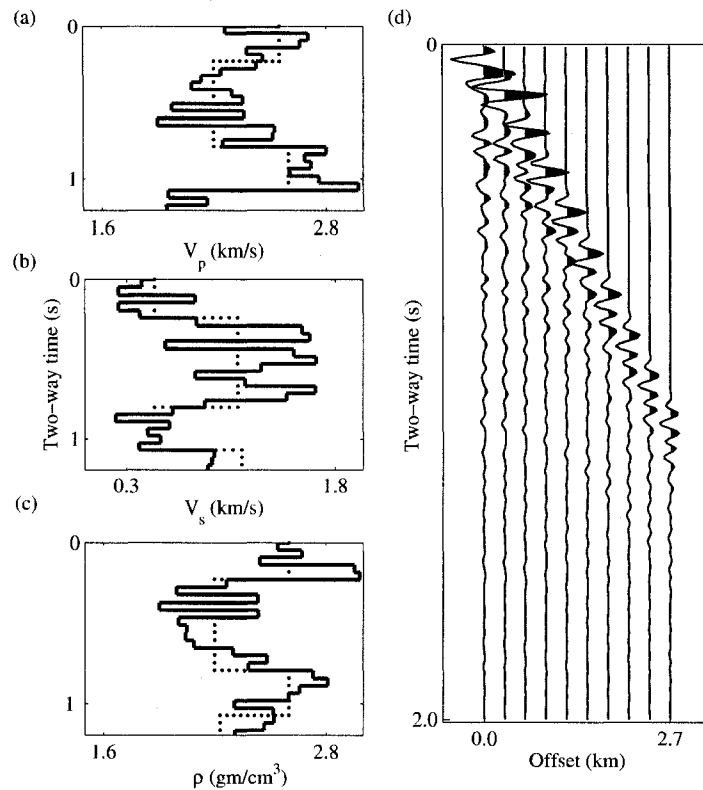 (a)
0
1
1.6 2.8
V_p (km/s)
(b)
0
1
0.3 1.8
V_s (km/s)
(c)
0
1
1.6 2.8
ρ (gm/cm³)
Two-way time (s)
(d)
0
2.0
Two-way time (s)
0.0 2.7
Offset (km)